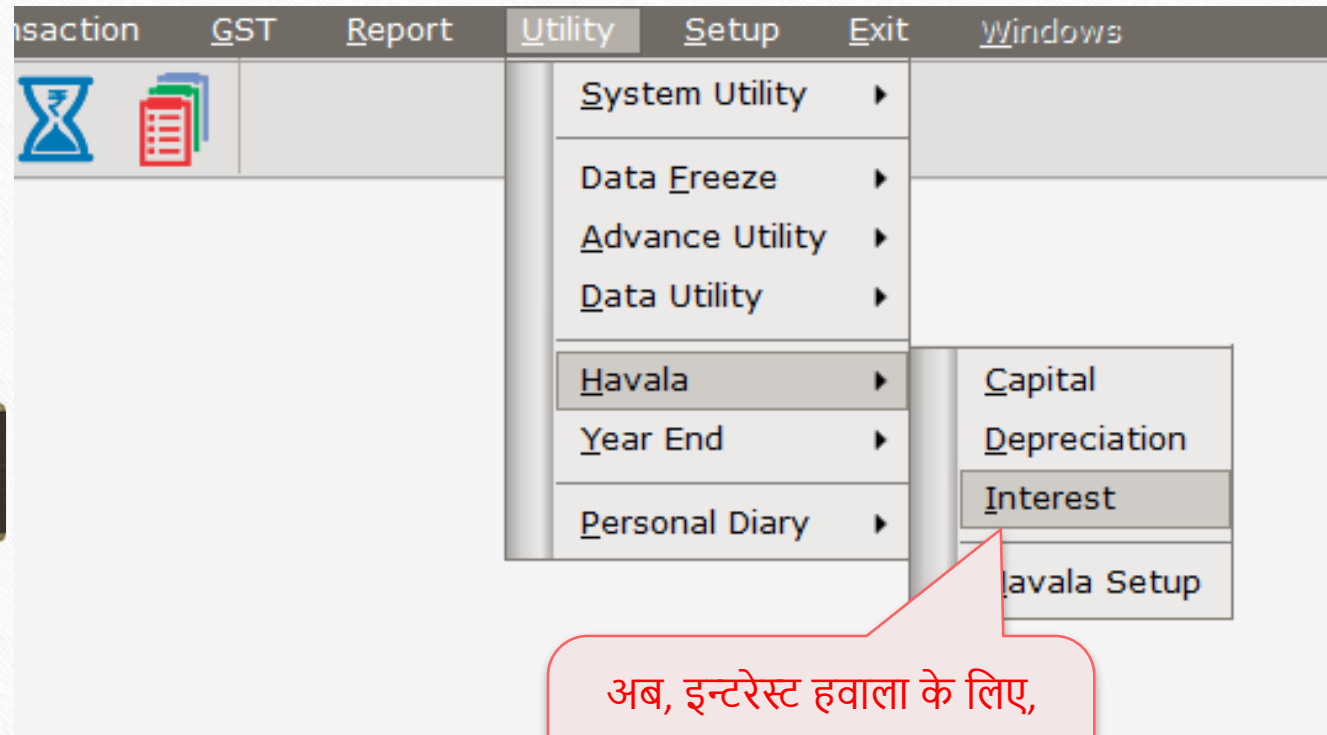 nsaction GST Report Utility Setup Exit Windows
System Utility
Data Freeze
Advance Utility
Data Utility
Havala
Year End
Personal Diary
Capital
Depreciation
Interest
avala Setup
अब, इन्टरेस्ट हवाला के लिए,